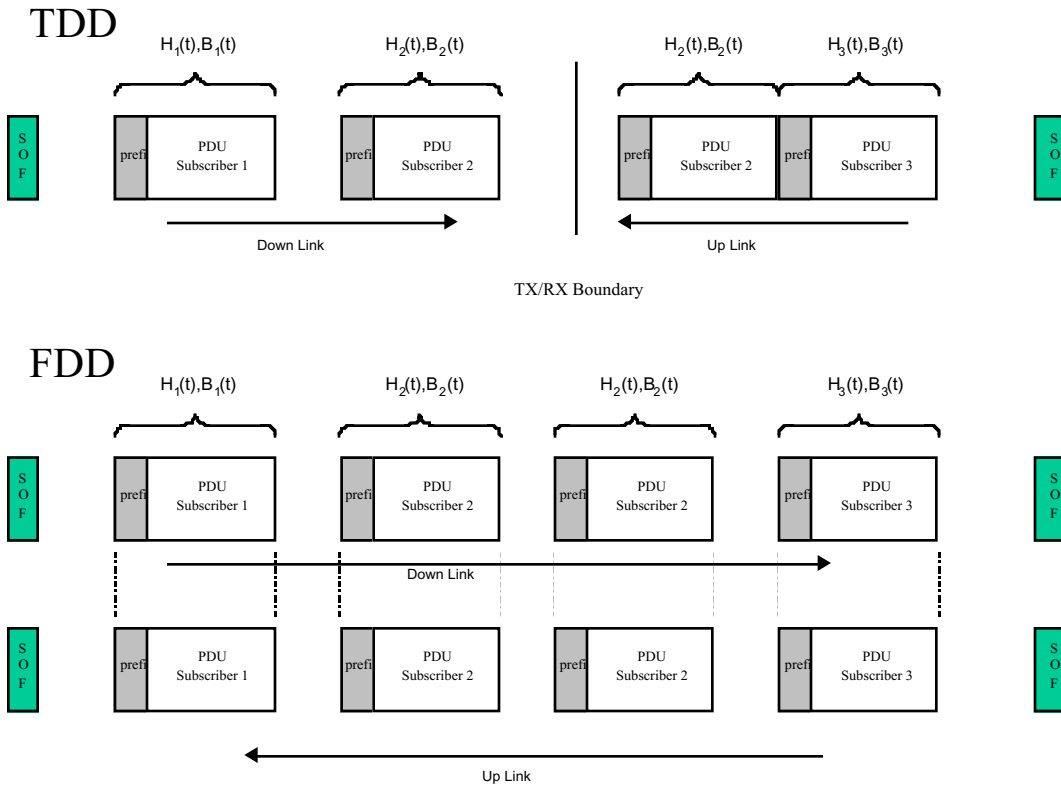 TDD
H1(t),B1(t)
H2(t),B2(t)
H2(t),B2(t)
H3(t),B3(t)
S
O
F
prefi
PDU
Subscriber 1
prefi
PDU
Subscriber 2
prefi
PDU
Subscriber 2
prefi
PDU
Subscriber 3
S
O
F
Down Link
Up Link
TX/RX Boundary
FDD
H1(t),B1(t)
H2(t),B2(t)
H2(t),B2(t)
H3(t),B3(t)
S
O
F
prefi
PDU
Subscriber 1
prefi
PDU
Subscriber 2
prefi
PDU
Subscriber 2
prefi
PDU
Subscriber 3
S
O
F
Down Link
S
O
F
prefi
PDU
Subscriber 1
prefi
PDU
Subscriber 2
prefi
PDU
Subscriber 2
prefi
PDU
Subscriber 3
S
O
F
Up Link